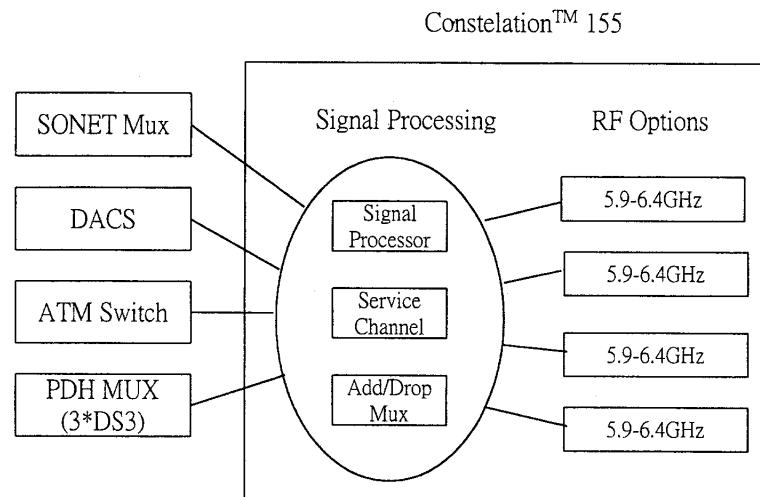 Constelation™ 155
Signal Processing
RF Options
SONET Mux
DACS
ATM Switch
PDH MUX
(3*DS3)
Signal
Processor
Service
Channel
Add/Drop
Mux
5.9-6.4GHz
5.9-6.4GHz
5.9-6.4GHz
5.9-6.4GHz